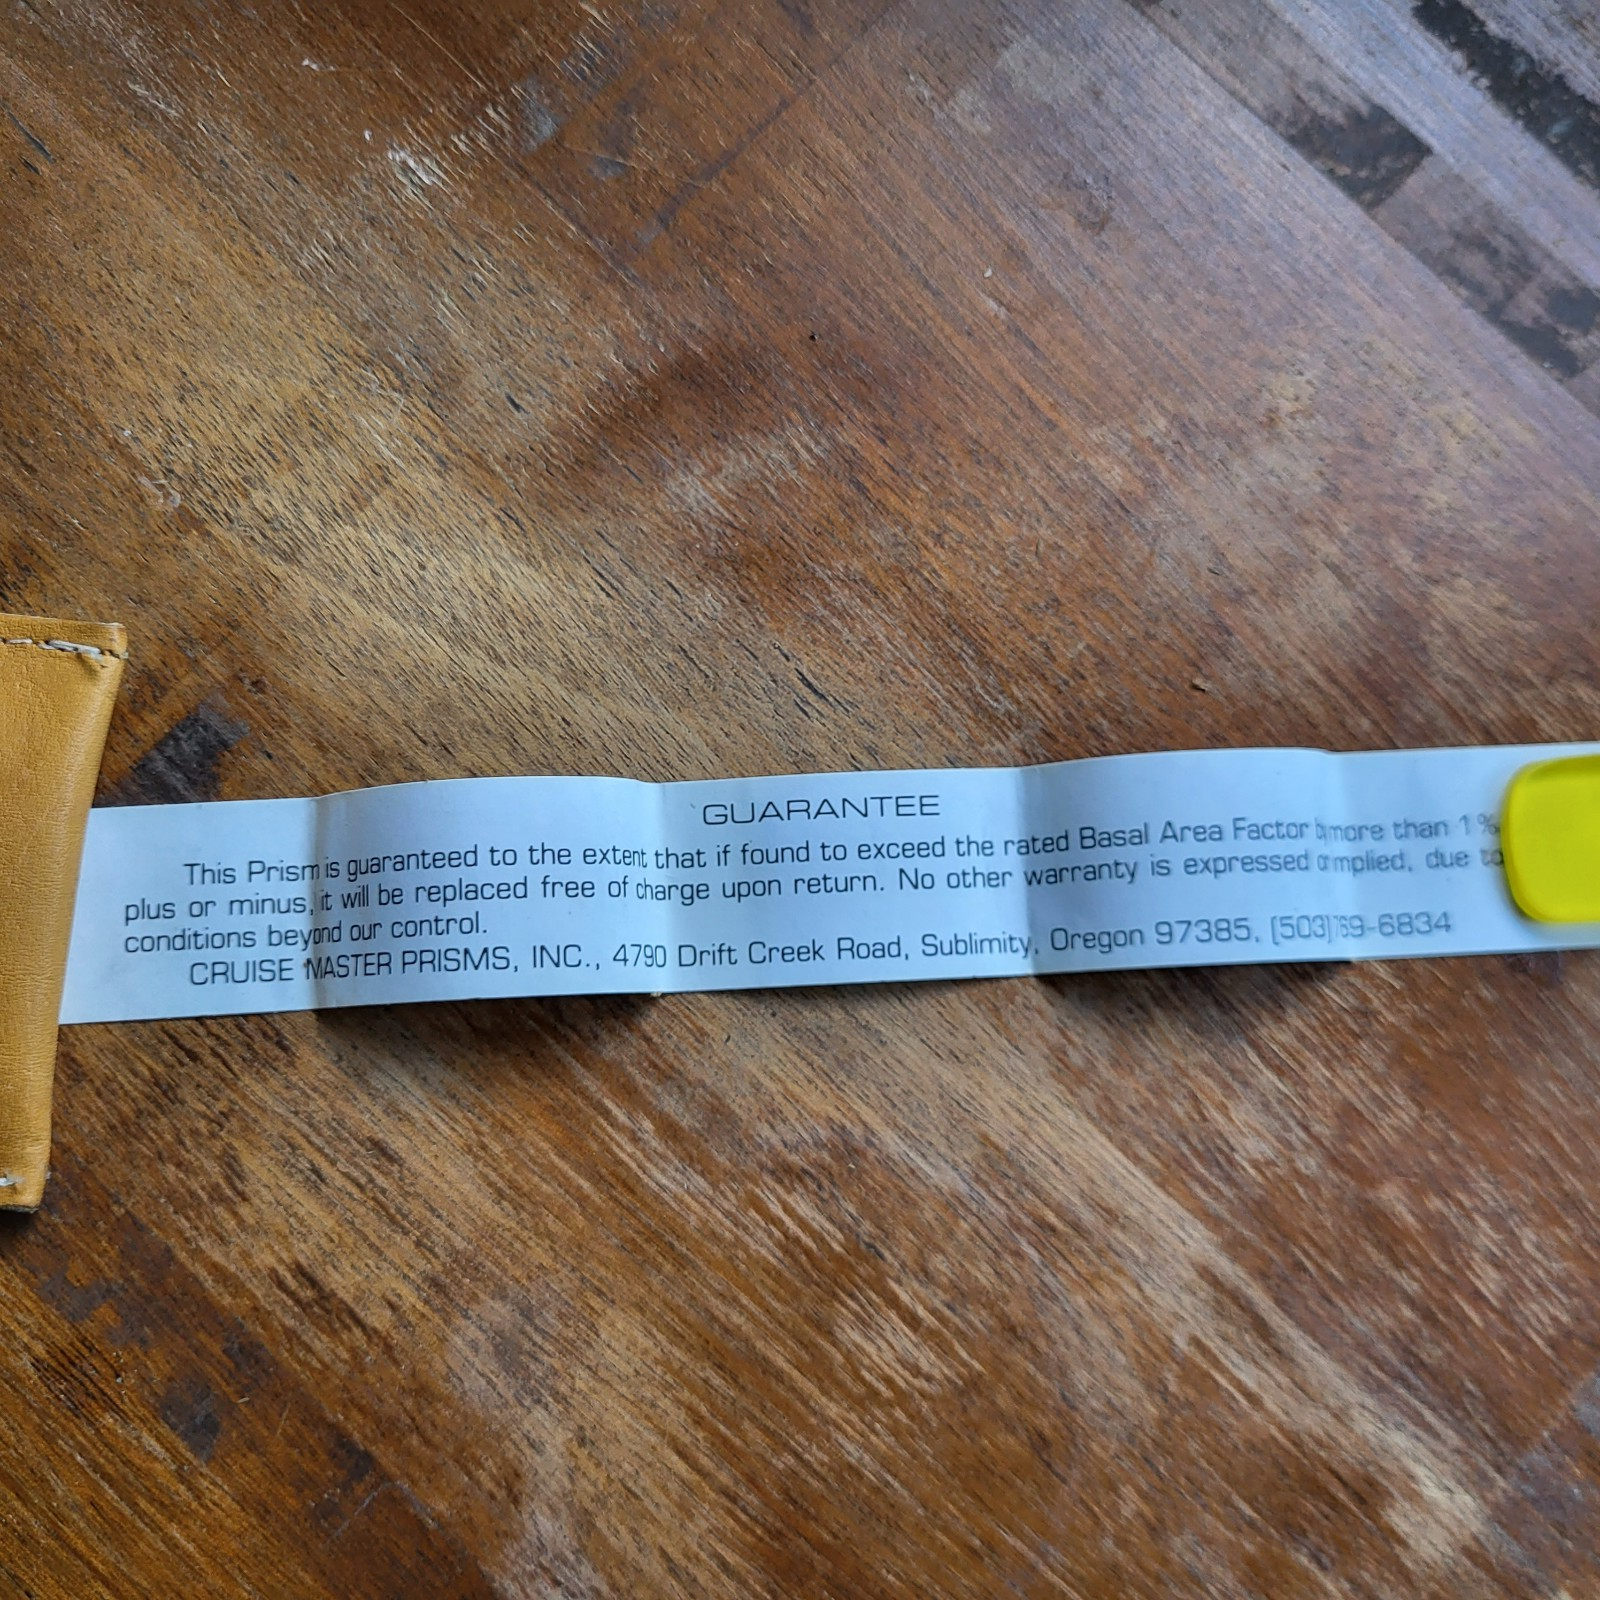 GUARANTEE
This Prism is guaranteed to the extent that if found to exceed the rated Basal Area Factor by more than 1%
plus or minus, it will be replaced free of charge upon return. No other warranty is expressed or implied, due to
conditions beyond our control.
CRUISE MASTER PRISMS, INC., 4790 Drift Creek Road, Sublimity, Oregon 97385, (503) 769-6834